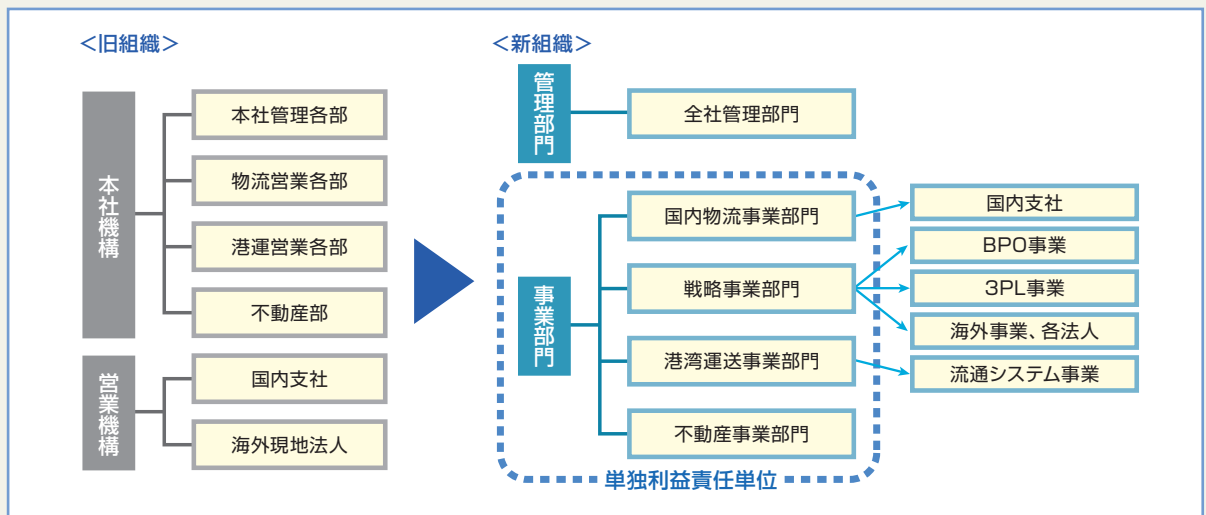 ＜旧組織＞
本社機構
本社管理各部
物流営業各部
港運営業各部
不動産部
営業機構
国内支社
海外現地法人
＜新組織＞
管理部門
全社管理部門
事業部門
国内物流事業部門
戦略事業部門
港湾運送事業部門
不動産事業部門
単独利益責任単位
国内支社
BPO事業
3PL事業
海外事業、各法人
流通システム事業